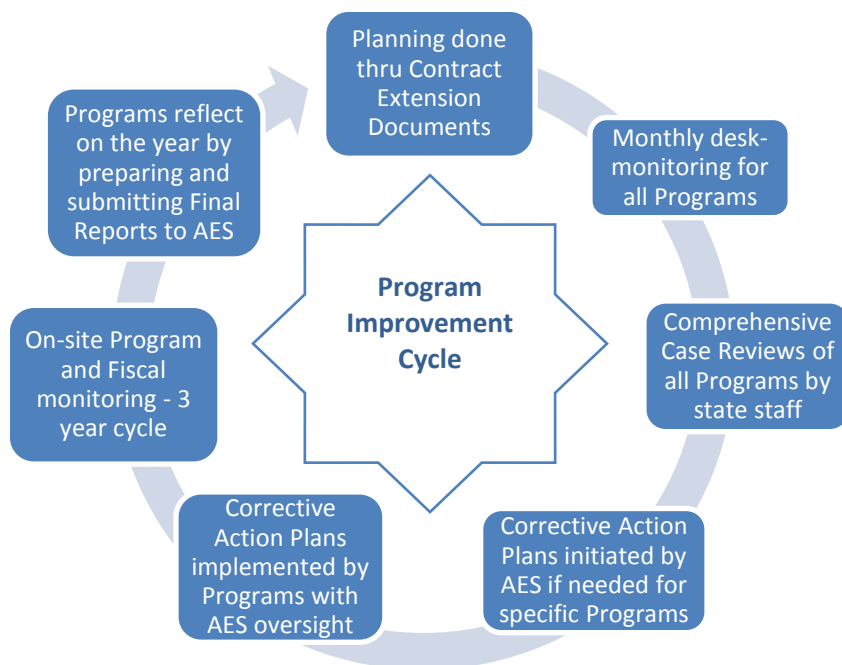 Planning done
thru Contract
Extension
Documents
Monthly desk-
monitoring for
all Programs
Comprehensive
Case Reviews of
all Programs by
state staff
Corrective Action
Plans initiated by
AES if needed for
specific Programs
Corrective
Action Plans
implemented by
Programs with
AES oversight
On-site Program
and Fiscal
monitoring - 3
year cycle
Programs reflect
on the year by
preparing and
submitting Final
Reports to AES
Program
Improvement
Cycle